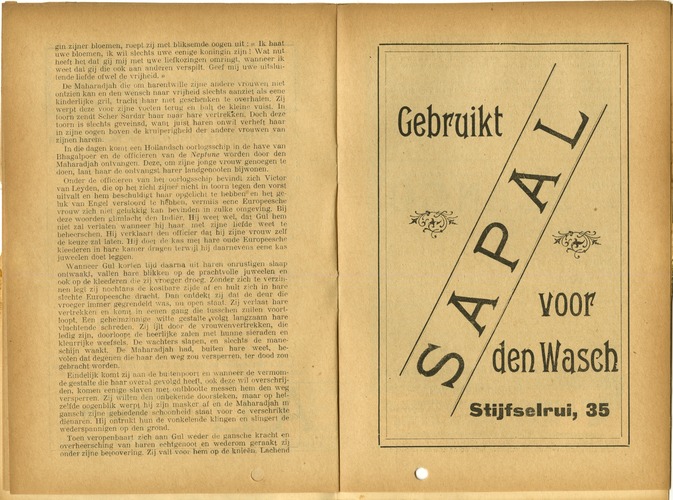 gin zijner bloemen, roept zij met bliksemde oogen uit : « Ik haat
uwe bloemen, ik wil slechts uwe eenige koningin zijn ! Wat nut
heeft het dat gij mij met uwe liefkozingen omringt, wanneer ik
weet dat gij die ook aan anderen verspilt. Geef mij uwe uitslui-
tende liefde ofwel de vrijheid. »
De Maharadjah die om harentwille zijne andere vrouwen niet
ontzien kan en den wensch naar vrijheid slechts aanziet als eene
kinderlijke gril, tracht haar met geschenken te overhalen. Zij
werpt deze voor zijne voeten terug en balt de kleine vuist. In
toorn zendt Scher Sardar haar naar hare vertrekken. Doch deze
toorn is slechts geveinsd, want juist haren onwil verheft haar
in zijne oogen boven de kruiperigheid der andere vrouwen van
zijnen harem.
In die dagen komt een Hollandsch oorlogsschip in de have van
Bhagalpoer en de officieren van de Neptune worden door den
Maharadjah ontvangen. Deze, om zijne jonge vrouw genoegen te
doen, laat haar de ontvangst harer landgenooten bijwonen.
Onder de officieren van het oorlogsschip bevindt zich Victor
van Leyden, die op het zicht zijner nicht in toorn tegen den vorst
uitvalt en hem beschuldigt haar opgelicht te hebben en het ge-
luk van Engel verstoord te hebben, vermits eene Europeesche
vrouw zich niet gelukkig kan bevinden in zulke omgeving. Bij
deze woorden glimlacht den Indier. Hij weet wel, dat Gul hem
niet zal verlaten wanneer hij haar met zijne liefde weet te
beheerschen. Hij verklaart den officier dat hij zijne vrouw zelf
de keuze zal laten. Hij doet de kas met hare oude Europeesche
kleederen in hare kamer dragen terwijl hij daarnevens eene kas
juweelen doet leggen.
Wanneer Gul korten tijd daarna uit haren onrustigen slaap
ontwaakt, vallen hare blikken op de prachtvolle juweelen en
ook op de kleederen die zij vroeger droeg. Zonder zich te verzin-
nen legt zij nochtans de kostbare zijde af en hult zich in hare
slechte Europeesche dracht. Dan ontdekt zij dat de deur die
vroeger immer gegrendeld was, nu open staat. Zij verlaat hare
vertrekken en komt in eenen gang die tusschen zuilen voort-
loopt. Een geheimzinnige witte gestalte volgt langzaam hare
vluchtende schreden. Zij ijlt door de vrouwenvertrekken, die
ledig zijn, doorloopt de heerlijke zalen met hunne sieraden en
kleurrijke weefsels. De wachters slapen, en slechts de mane-
schijn waakt. De Maharadjah had, buiten hare weet, be-
volen dat degenen die haar den weg zou versperren, ter dood zou
gebracht worden.
Eindelijk komt zij aan de buitenpoort en wanneer de vermom-
de gestalte die haar overal gevolgd heeft, ook deze wil overschrij-
den, komen eenige slaven met ontblootte messen hem den weg
versperren. Zij willen den onbekende doorsteken, maar op het-
zelfde oogenblik werpt hij zijn masker af en de Maharadjah in
gansch zijne gebiedende schoonheid staat voor de verschrikte
dienaren. Hij ontrukt hun de vonkelende klingen en slingert de
wederspannigen op den grond.
Toen veropenbaart zich aan Gul weder de gansche kracht en
overheersching van haren echtgenoot en wederom geraakt zij
onder zijne betoovering. Zij valt voor hem op de knieën. Lachend
Gebruikt
SAPAL
voor
den Wasch
Stijfselrui, 35